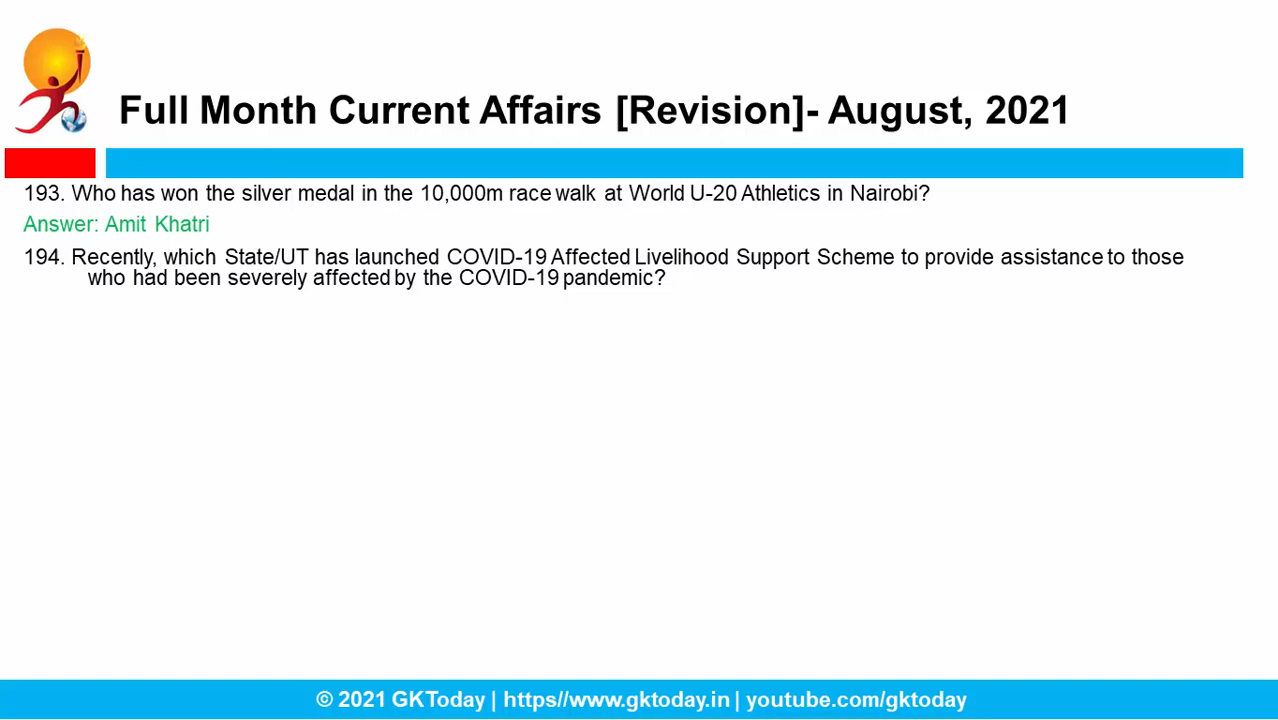 Full Month Current Affairs [Revision]- August, 2021
193. Who has won the silver medal in the 10,000m race walk at World U-20 Athletics in Nairobi?
Answer: Amit Khatri
194. Recently, which State/UT has launched COVID-19 Affected Livelihood Support Scheme to provide assistance to those
who had been severely affected by the COVID-19 pandemic?
© 2021 GKToday | https//www.gktoday.in | youtube.com/gktoday